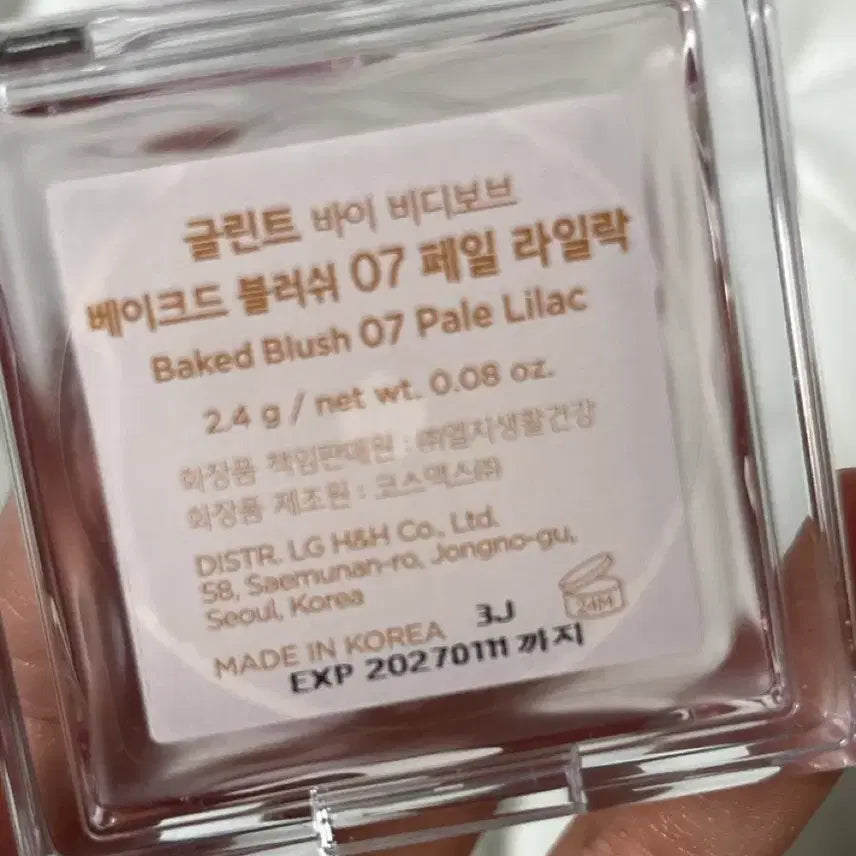 글린트 바이 비디보브
베이크드 블러쉬 07 페일 라일락
Baked Blush 07 Pale Lilac
2.4 g / net wt. 0.08 oz.
화장품 책임판매원 : ㈜엘지생활건강
화장품 제조원 : 코스맥스㈜
DISTR. LG H&H Co., Ltd.
58, Saemunan-ro, Jongno-gu,
Seoul, Korea
24M
MADE IN KOREA 3J
EXP 20270111 까지